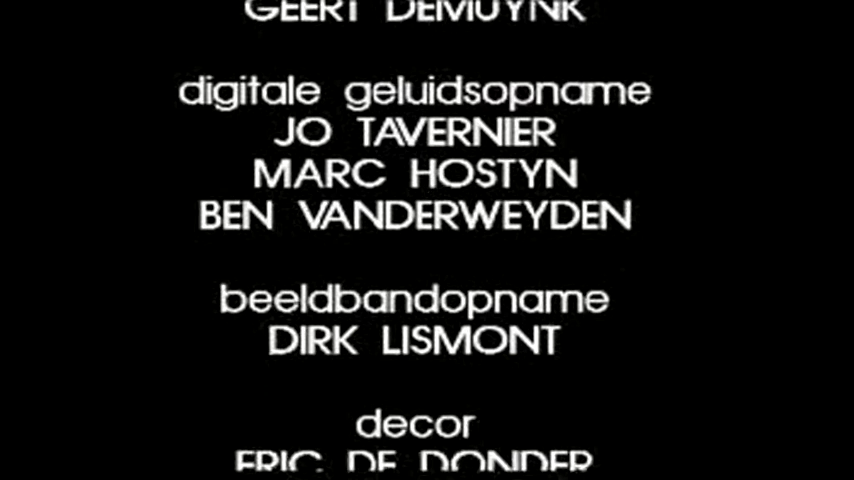 GEERT DEMUYNK
digitale geluidsopname
JO TAVERNIER
MARC HOSTYN
BEN VANDERWEYDEN
beeldbandopname
DIRK LISMONT
decor
ERIC DE DONDER